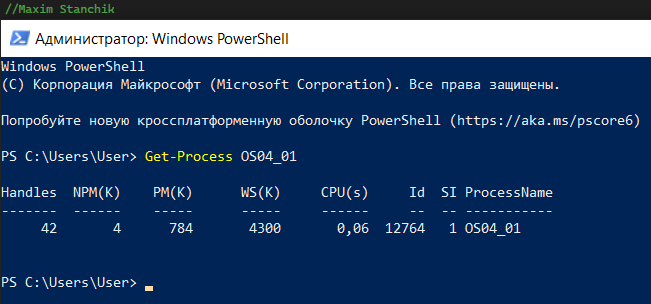 //Maxim Stanchik
Администратор: Windows PowerShell
Windows PowerShell
(C) Корпорация Майкрософт (Microsoft Corporation). Все права защищены.
Попробуйте новую кроссплатформенную оболочку PowerShell (https://aka.ms/pscore6)
PS C:\Users\User> Get-Process OS04_01
Handles  NPM(K)    PM(K)      WS(K)     CPU(s)     Id  SI ProcessName
-------  ------    -----      -----     ------     --  -- -----------
     42       4      784       4300       0,06  12764   1 OS04_01
PS C:\Users\User>